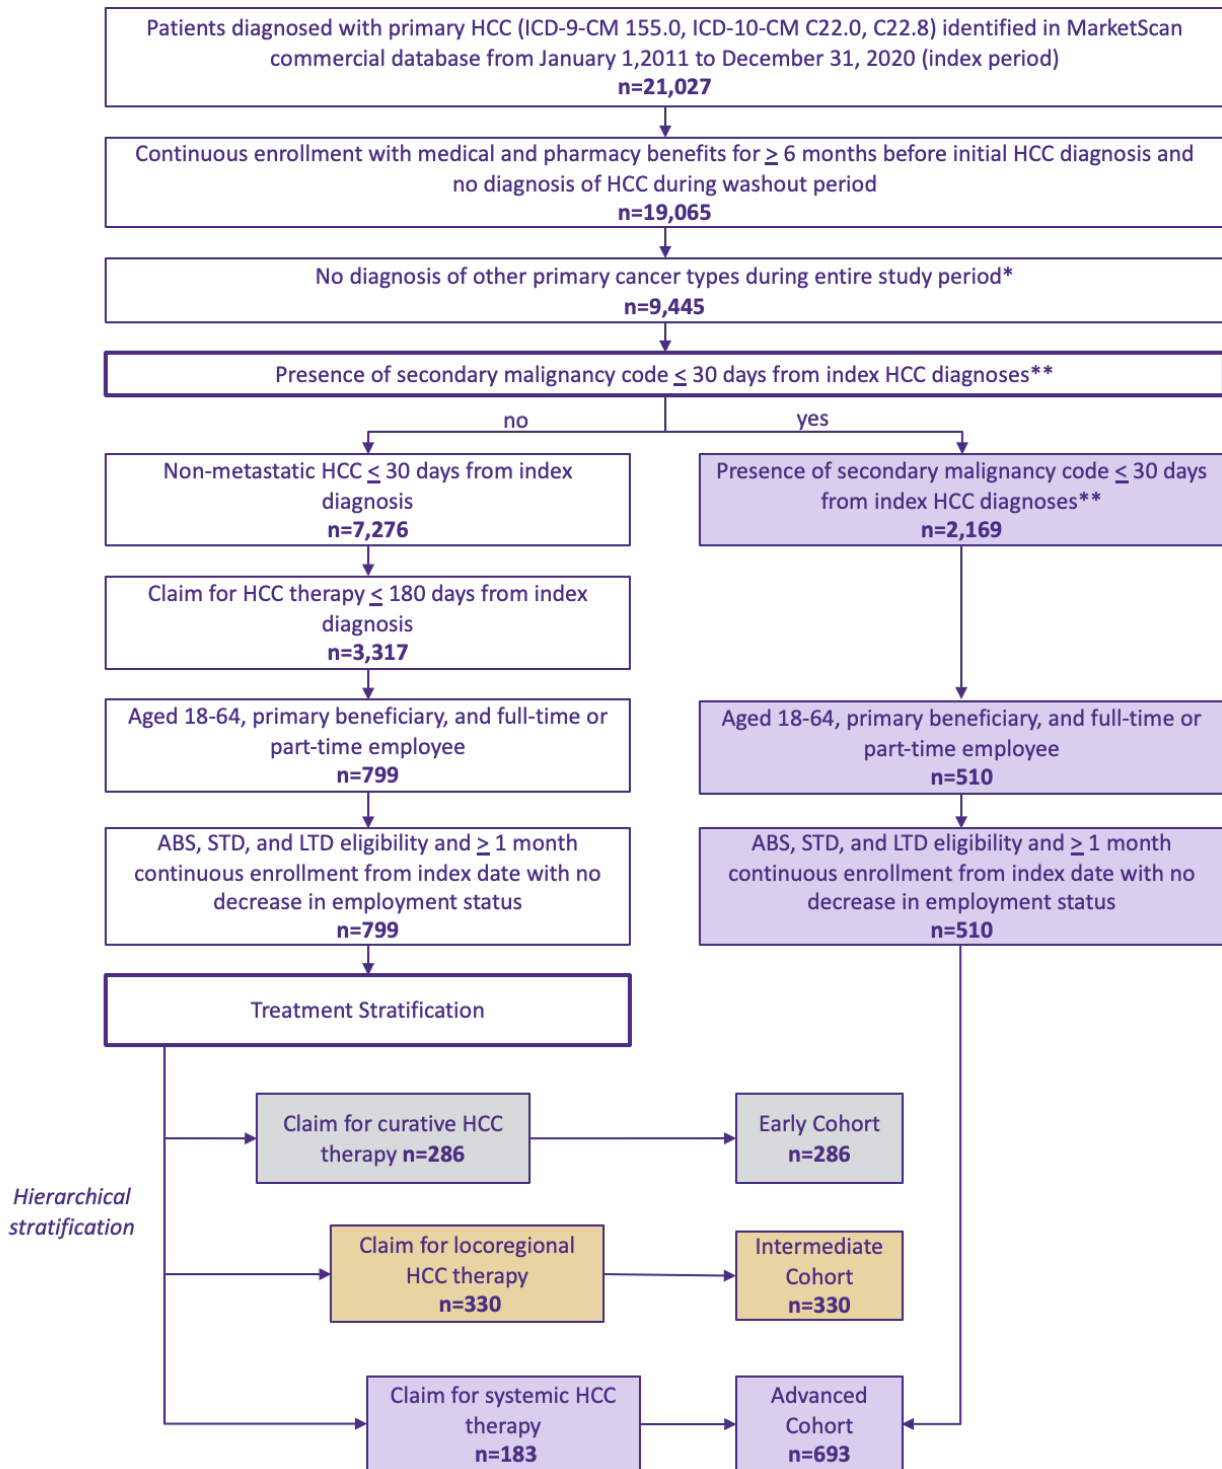 Patients diagnosed with primary HCC (ICD-9-CM 155.0, ICD-10-CM C22.0, C22.8) identified in MarketScan
commercial database from January 1,2011 to December 31, 2020 (index period)
n=21,027
Continuous enrollment with medical and pharmacy benefits for ≥ 6 months before initial HCC diagnosis and
no diagnosis of HCC during washout period
n=19,065
No diagnosis of other primary cancer types during entire study period*
n=9,445
Presence of secondary malignancy code ≤ 30 days from index HCC diagnoses**
no
yes
Non-metastatic HCC ≤ 30 days from index
diagnosis
n=7,276
Presence of secondary malignancy code ≤ 30 days
from index HCC diagnoses**
n=2,169
Claim for HCC therapy ≤ 180 days from index
diagnosis
n=3,317
Aged 18-64, primary beneficiary, and full-time or
part-time employee
n=799
Aged 18-64, primary beneficiary, and full-time or
part-time employee
n=510
ABS, STD, and LTD eligibility and ≥ 1 month
continuous enrollment from index date with no
decrease in employment status
n=799
ABS, STD, and LTD eligibility and ≥ 1 month
continuous enrollment from index date with no
decrease in employment status
n=510
Treatment Stratification
Hierarchical
stratification
Claim for curative HCC
therapy n=286
Early Cohort
n=286
Claim for locoregional
HCC therapy
n=330
Intermediate
Cohort
n=330
Claim for systemic HCC
therapy
n=183
Advanced
Cohort
n=693